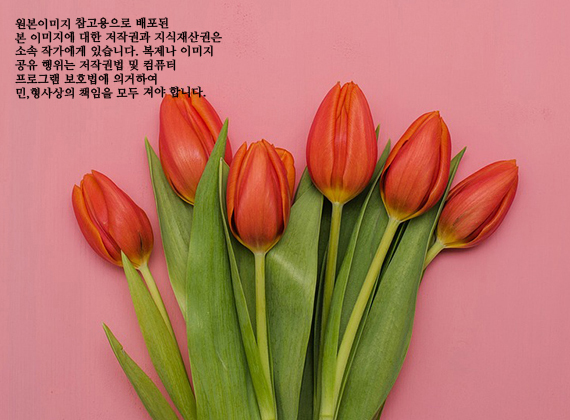 원본이미지 참고용으로 배포된
본 이미지에 대한 저작권과 지식재산권은
소속 작가에게 있습니다. 복제나 이미지
공유 행위는 저작권법 및 컴퓨터
프로그램 보호법에 의거하여
민,형사상의 책임을 모두 져야 합니다.